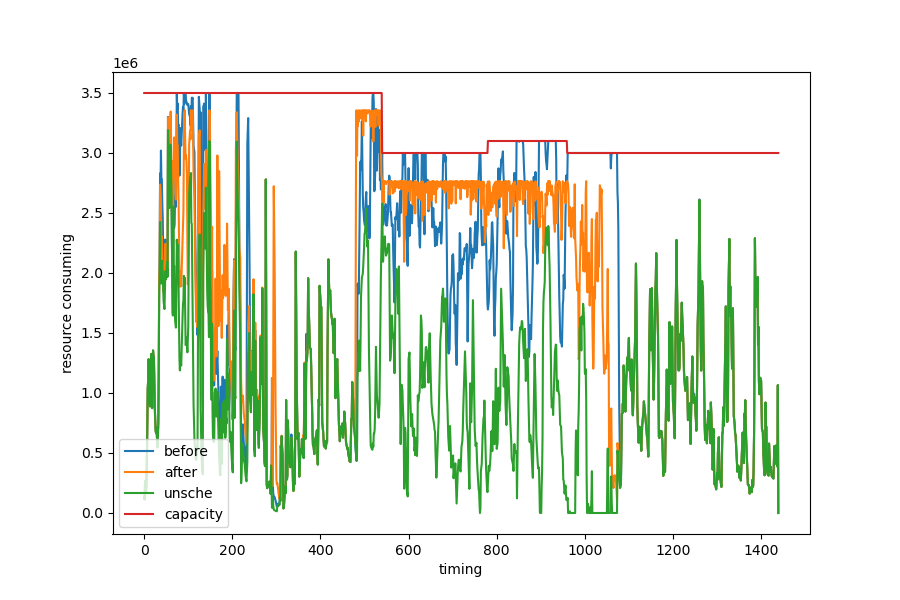 1e6
3.5
3.0
2.5
2.0
1.5
1.0
0.5
0.0
resource consuming
before
after
unsche
capacity
0 200 400 600 800 1000 1200 1400
timing